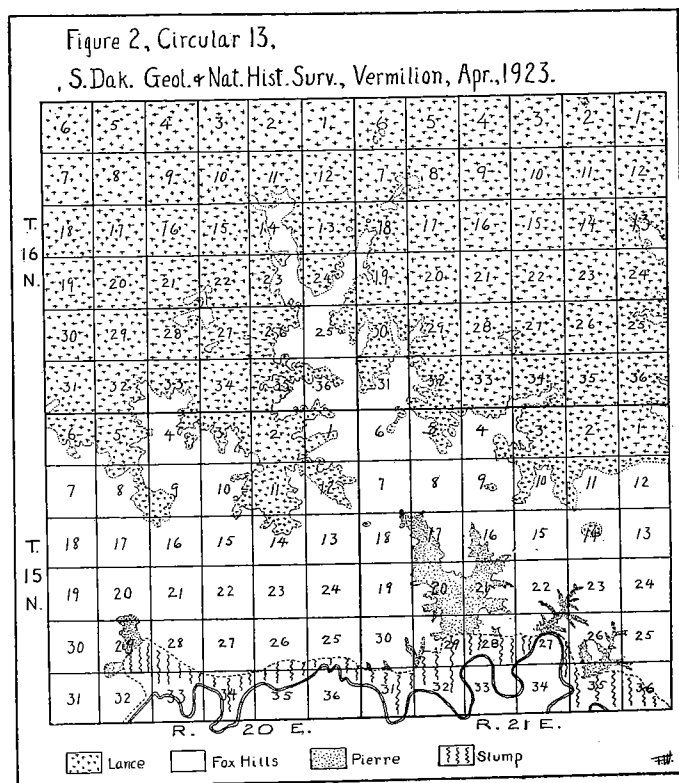 Figure 2, Circular 13,
, S.Dak. Geol. & Nat. Hist. Surv., Vermilion, Apr., 1923.
6 5 4 3 2 1 6 5 4 3 2 1
7 8 9 10 11 12 7 8 9 10 11 12
T.
18 17 16 15 14 13 18 17 16 15 14 13
16
N.
19 20 21 22 23 24 19 20 21 22 23 24
30 29 28 27 26 25 30 29 28 27 26 25
31 32 33 34 35 36 31 32 33 34 35 36
6 5 4 3 2 1 6 5 4 3 2 1
7 8 9 10 11 12 7 8 9 10 11 12
T.
18 17 16 15 14 13 18 17 16 15 14 13
15
N.
19 20 21 22 23 24 19 20 21 22 23 24
30 29 28 27 26 25 30 29 28 27 26 25
31 32 33 34 35 36 31 32 33 34 35 36
R. 20 E. R. 21 E.
Lance Fox Hills Pierre Slump